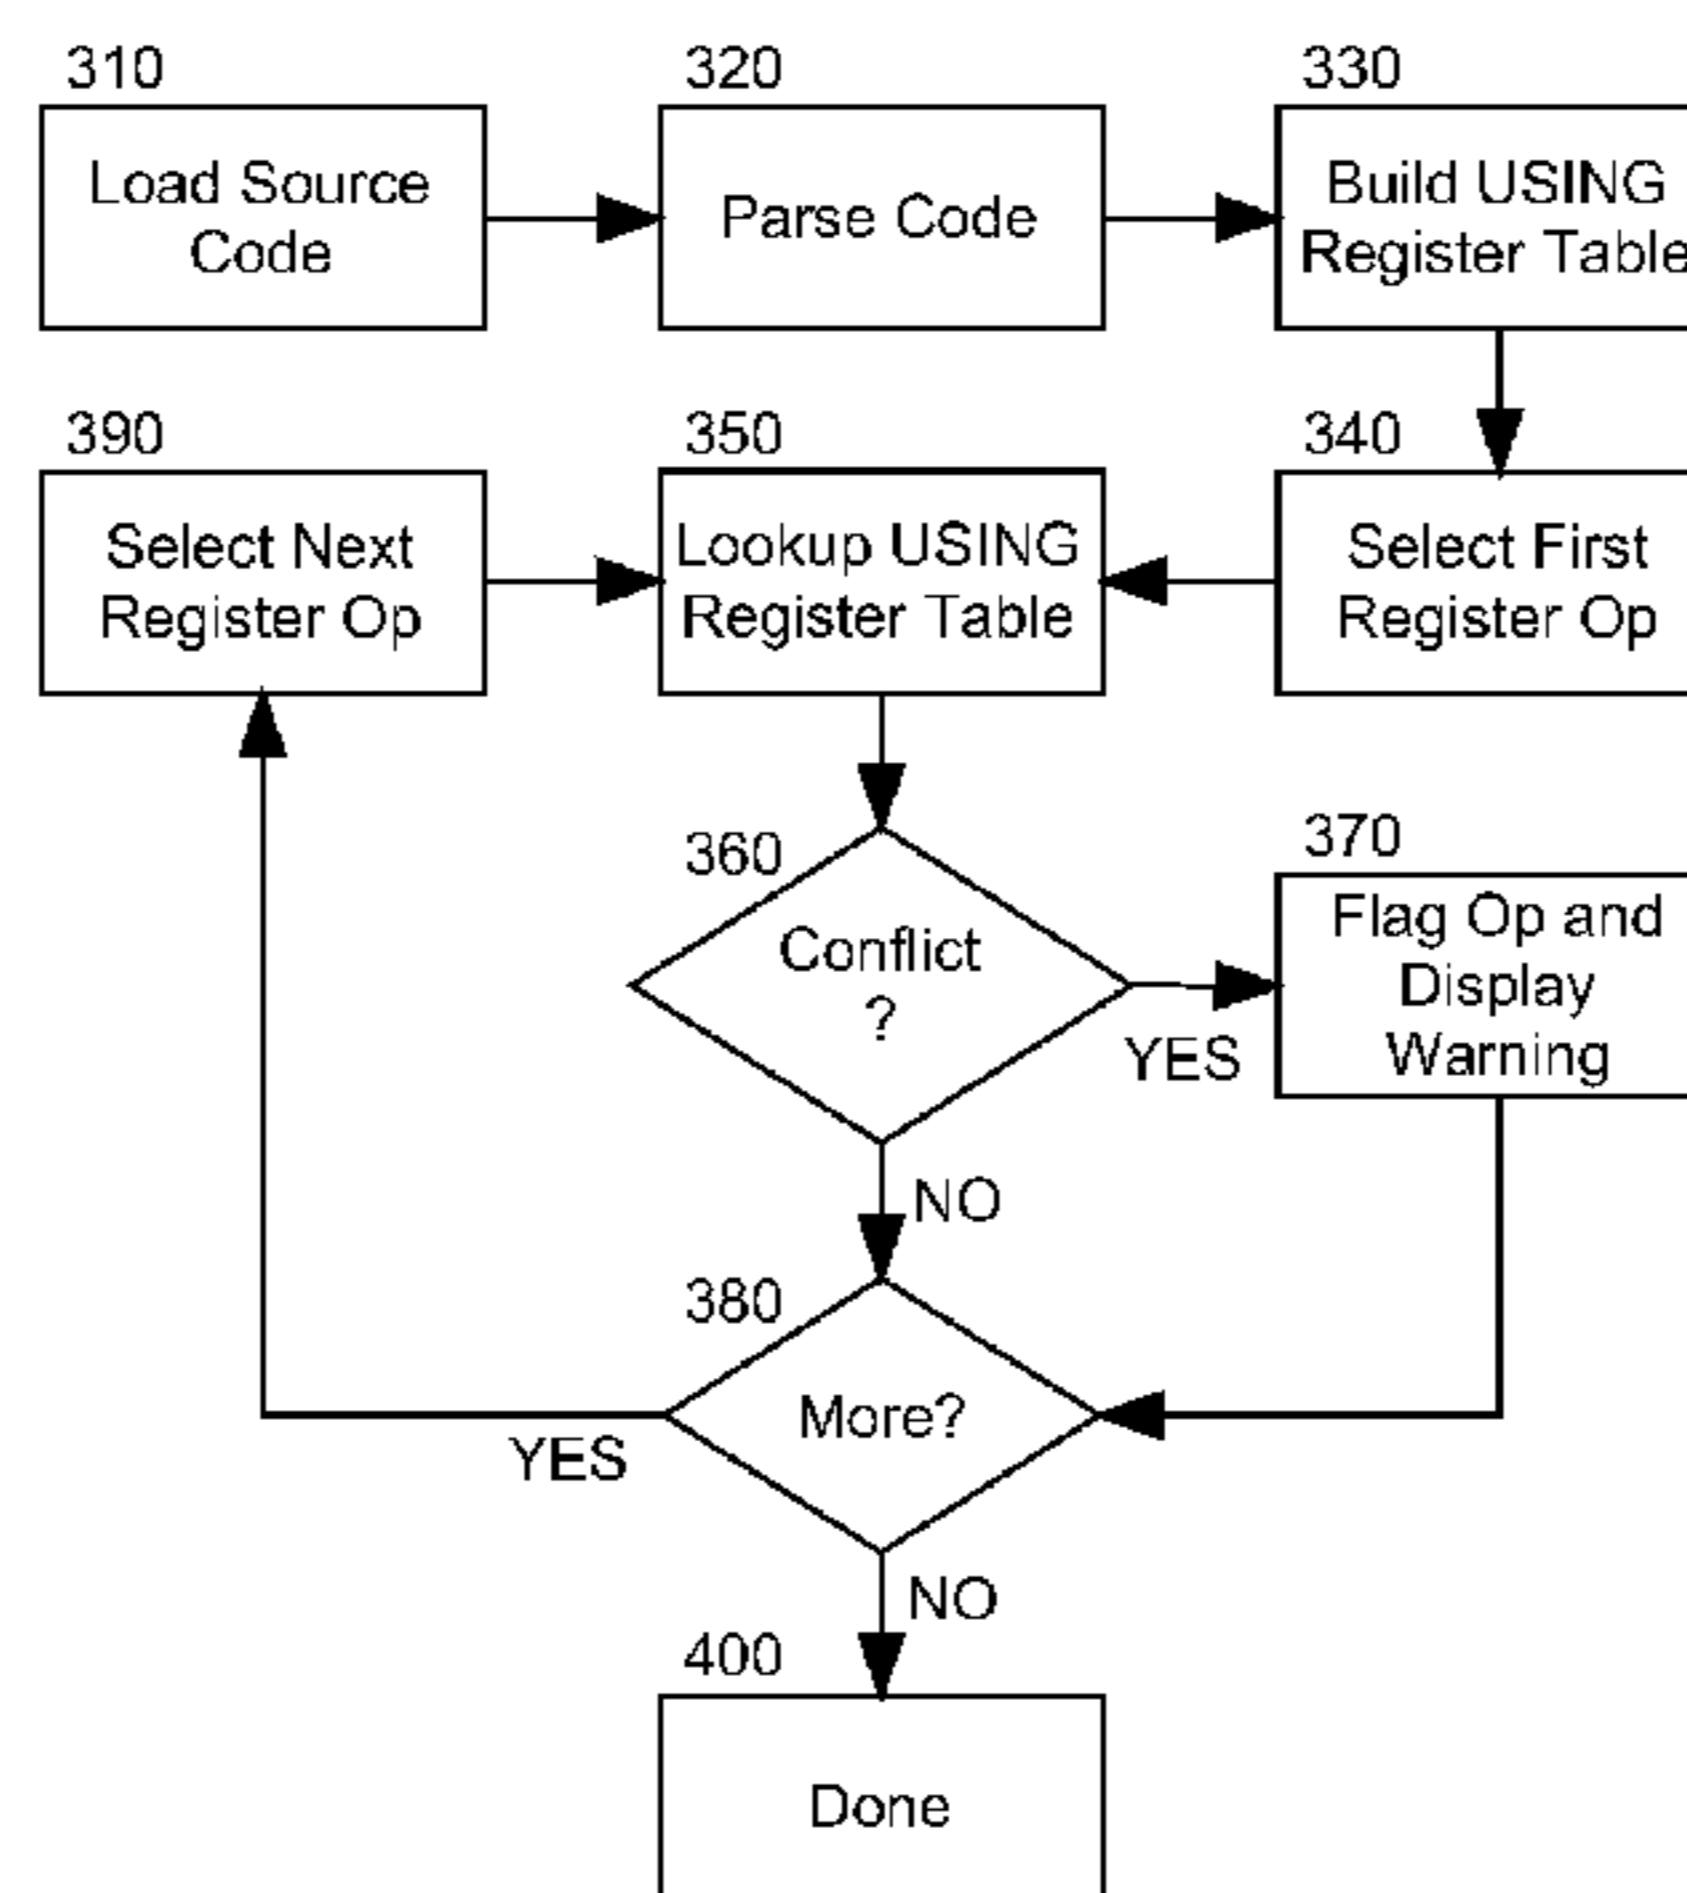 310
Load Source
Code
320
Parse Code
330
Build USING
Register Table
390
Select Next
Register Op
350
Lookup USING
Register Table
340
Select First
Register Op
360
Conflict
?
YES
370
Flag Op and
Display
Warning
NO
380
More?
YES
NO
400
Done